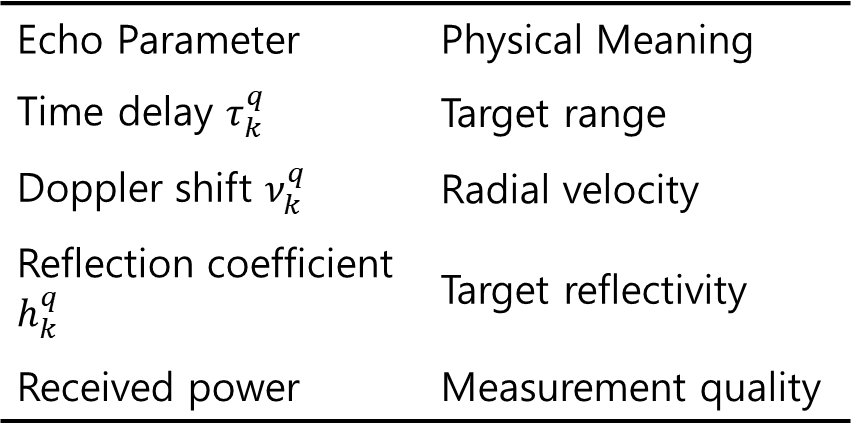 Echo Parameter Physical Meaning
Time delay τ_k^q Target range
Doppler shift ν_k^q Radial velocity
Reflection coefficient
h_k^q Target reflectivity
Received power Measurement quality